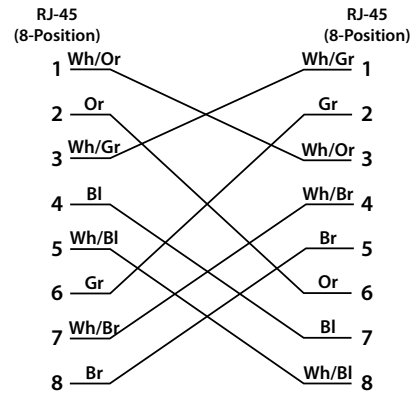 RJ-45 RJ-45
(8-Position) (8-Position)
1 Wh/Or Wh/Gr 1
2 Or Gr 2
3 Wh/Gr Wh/Or 3
4 Bl Wh/Br 4
5 Wh/Bl Br 5
6 Gr Or 6
7 Wh/Br Bl 7
8 Br Wh/Bl 8